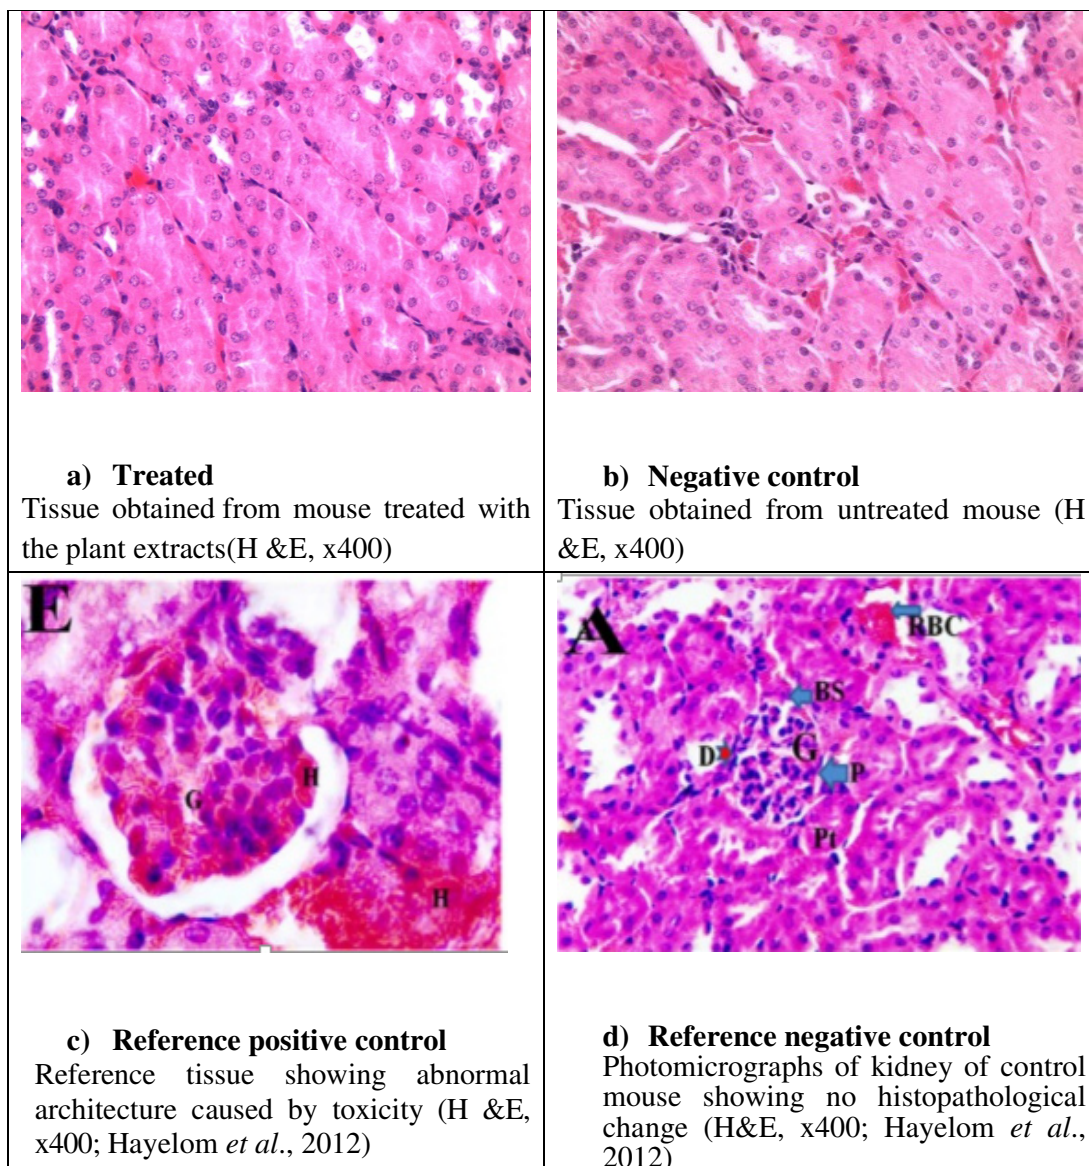 a) Treated
Tissue obtained from mouse treated with
the plant extracts(H &E, x400)
b) Negative control
Tissue obtained from untreated mouse (H
&E, x400)
E
G
H
H
A
RBC
BS
D
G
P
Pt
c) Reference positive control
Reference tissue showing abnormal
architecture caused by toxicity (H &E,
x400; Hayelom et al., 2012)
d) Reference negative control
Photomicrographs of kidney of control
mouse showing no histopathological
change (H&E, x400; Hayelom et al.,
2012)